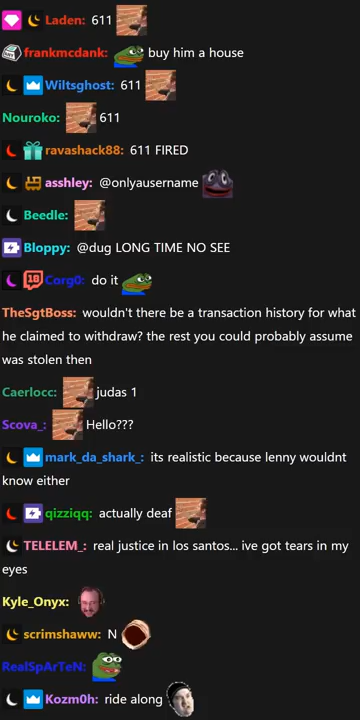 Laden: 611
frankmcdank: buy him a house
Wiltsghost: 611
Nouroko: 611
ravashack88: 611 FIRED
asshley: @onlyausername
Beedle:
Bloppy: @dug LONG TIME NO SEE
18 Corg0: do it
TheSgtBoss: wouldn't there be a transaction history for what
he claimed to withdraw? the rest you could probably assume
was stolen then
Caerlocc: judas 1
Scova_: Hello???
mark_da_shark_: its realistic because lenny wouldnt
know either
qizziqq: actually deaf
TELELEM_: real justice in los santos... ive got tears in my
eyes
Kyle_Onyx:
scrimshaww: N
RealSpArTeN:
Kozm0h: ride along